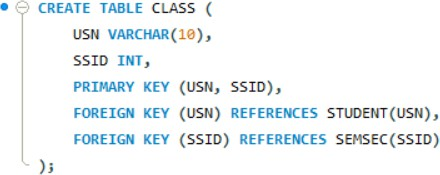 CREATE TABLE CLASS (
USN VARCHAR(10),
SSID INT,
PRIMARY KEY (USN, SSID),
FOREIGN KEY (USN) REFERENCES STUDENT(USN),
FOREIGN KEY (SSID) REFERENCES SEMSEC(SSID)
);